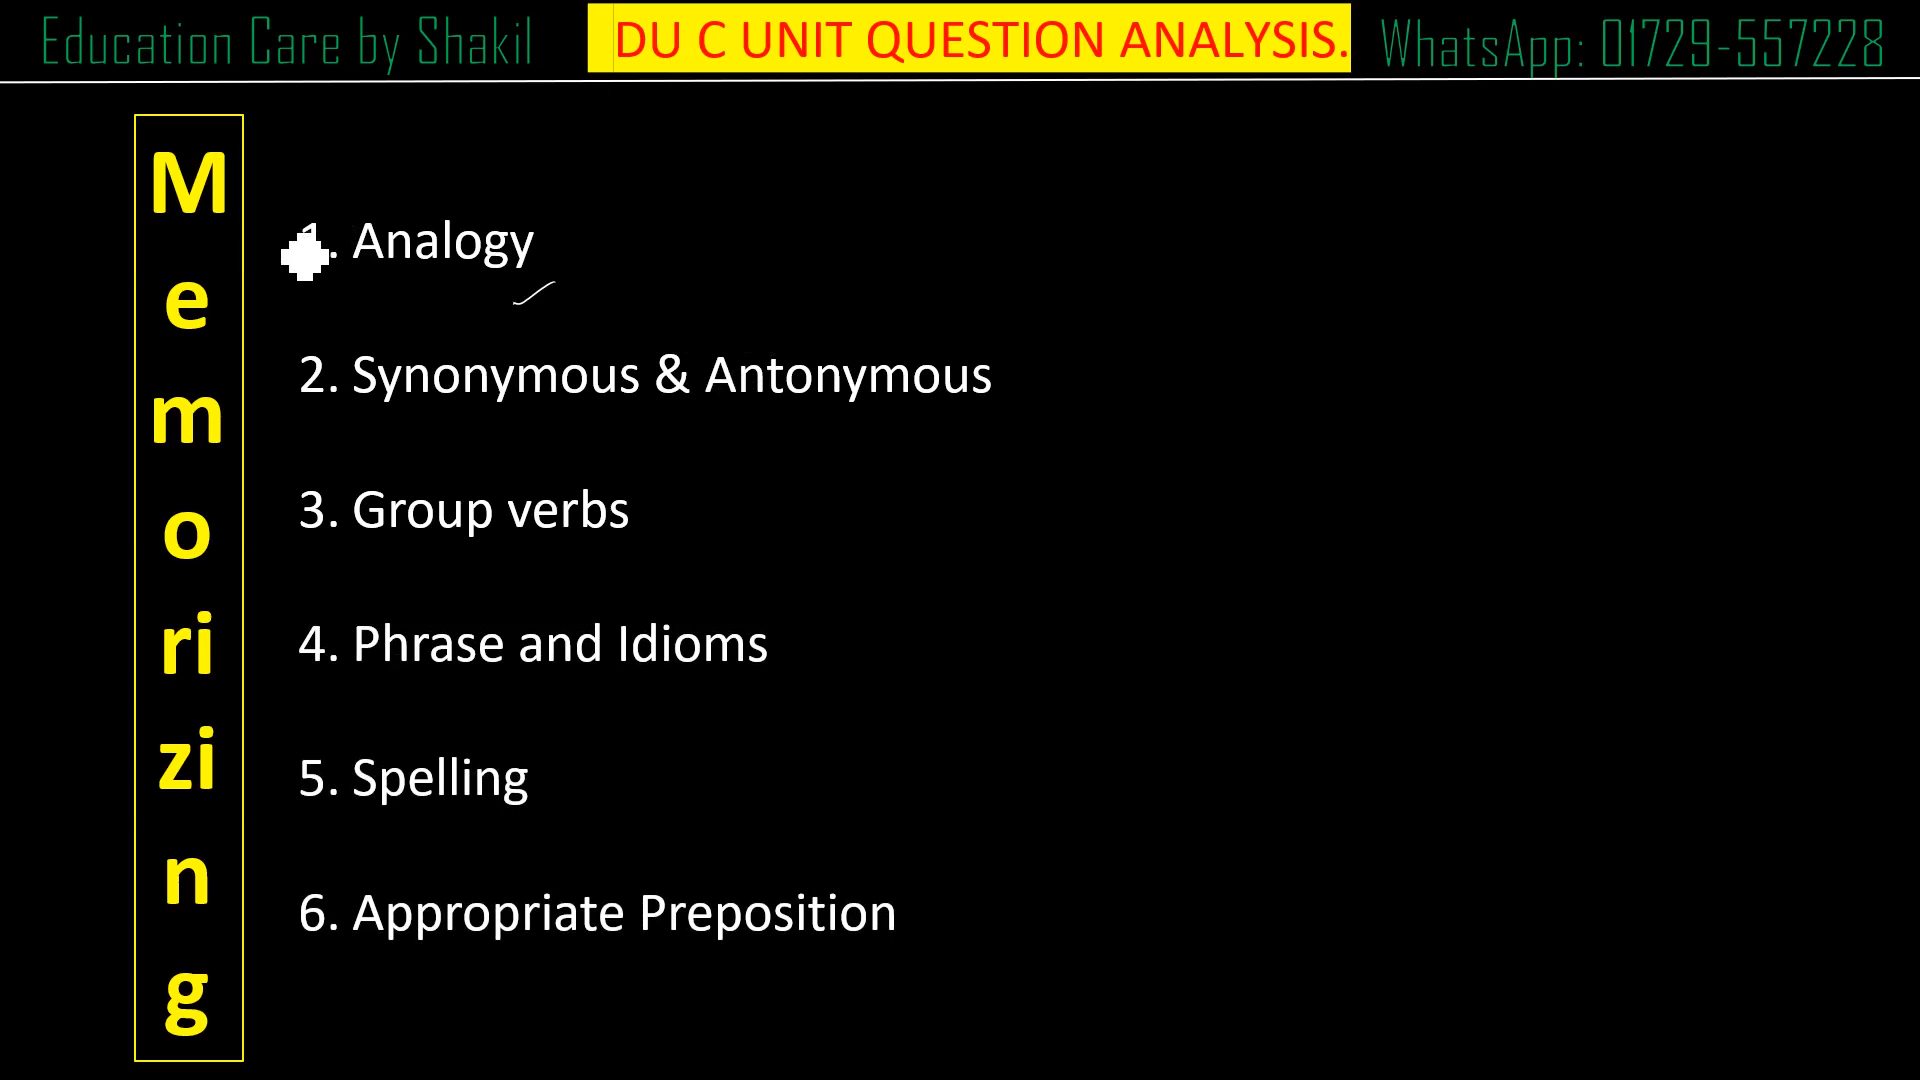 Education Care by Shakil
DU C UNIT QUESTION ANALYSIS.
WhatsApp: 01729-557228
M
e
m
o
ri
zi
n
g
1. Analogy
2. Synonymous & Antonymous
3. Group verbs
4. Phrase and Idioms
5. Spelling
6. Appropriate Preposition